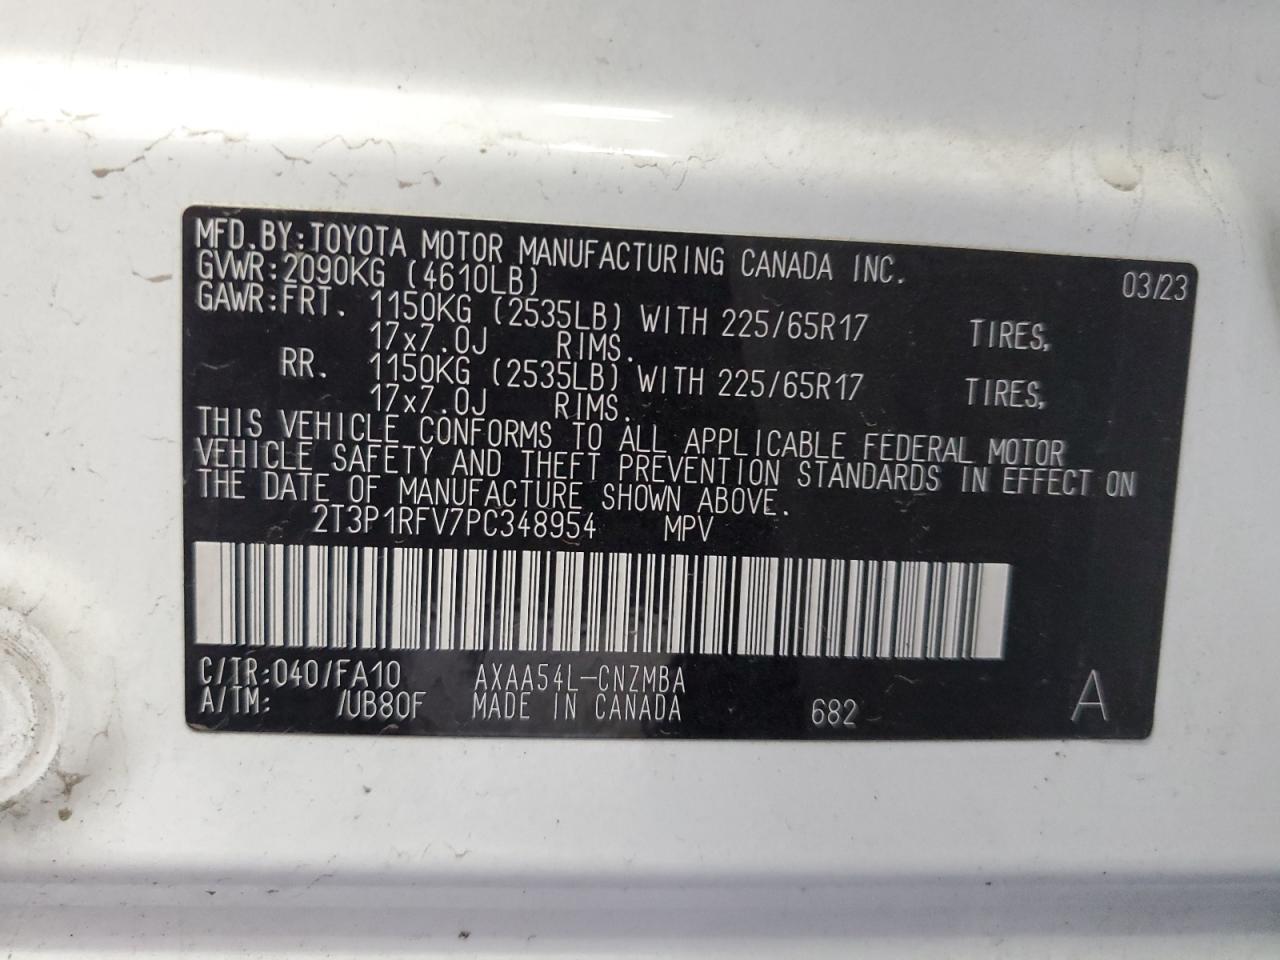 MFD.BY:TOYOTA MOTOR MANUFACTURING CANADA INC.
GVWR:2090KG (4610LB) 03/23
GAWR:FRT. 1150KG (2535LB) WITH 225/65R17 TIRES,
17x7.0J RIMS.
RR. 1150KG (2535LB) WITH 225/65R17 TIRES,
17x7.0J RIMS.
THIS VEHICLE CONFORMS TO ALL APPLICABLE FEDERAL MOTOR
VEHICLE SAFETY AND THEFT PREVENTION STANDARDS IN EFFECT ON
THE DATE OF MANUFACTURE SHOWN ABOVE.
2T3P1RFV7PC348954 MPV
C/TR:040/FA10 AXAA54L-CNZMBA
A/TM: /UB80F MADE IN CANADA 682 A